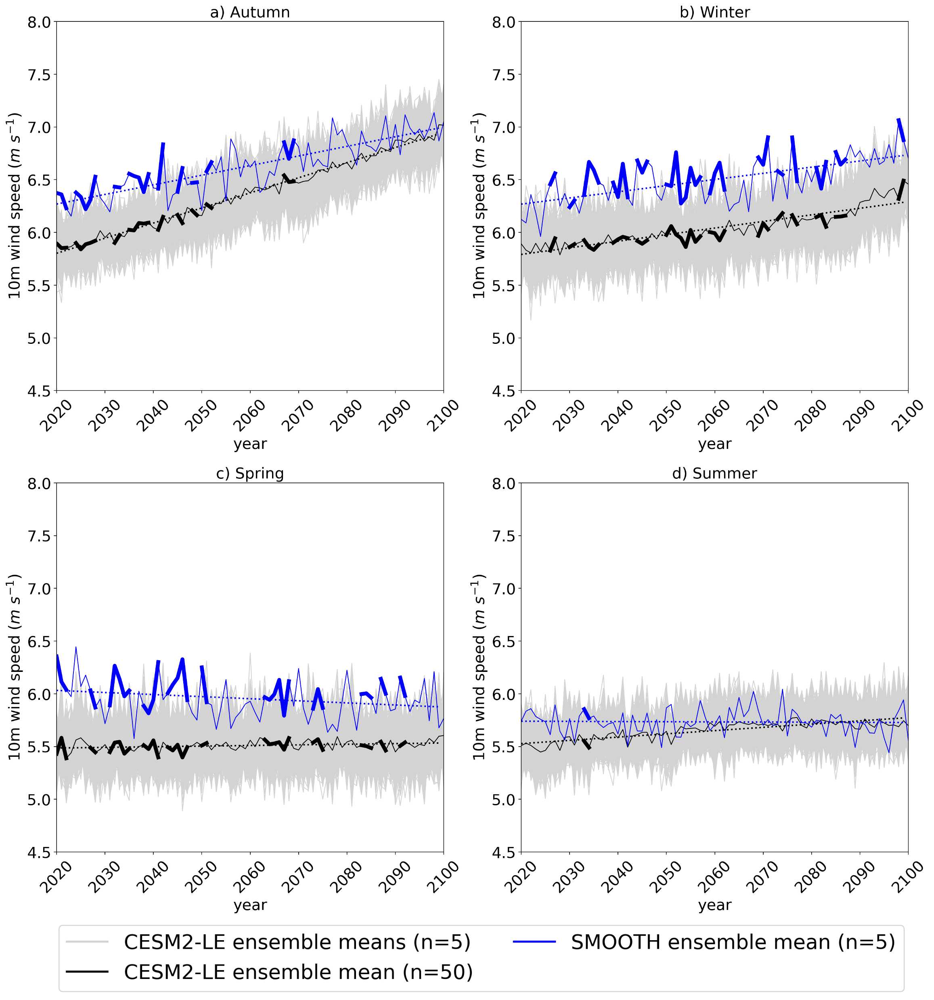 a) Autumn
8.0
7.5
7.0
6.5
6.0
5.5
5.0
4.5
10m wind speed (m s⁻¹)
2020 2030 2040 2050 2060 2070 2080 2090 2100
year
b) Winter
8.0
7.5
7.0
6.5
6.0
5.5
5.0
4.5
10m wind speed (m s⁻¹)
2020 2030 2040 2050 2060 2070 2080 2090 2100
year
c) Spring
8.0
7.5
7.0
6.5
6.0
5.5
5.0
4.5
10m wind speed (m s⁻¹)
2020 2030 2040 2050 2060 2070 2080 2090 2100
year
d) Summer
8.0
7.5
7.0
6.5
6.0
5.5
5.0
4.5
10m wind speed (m s⁻¹)
2020 2030 2040 2050 2060 2070 2080 2090 2100
year
CESM2-LE ensemble means (n=5)
CESM2-LE ensemble mean (n=50)
SMOOTH ensemble mean (n=5)